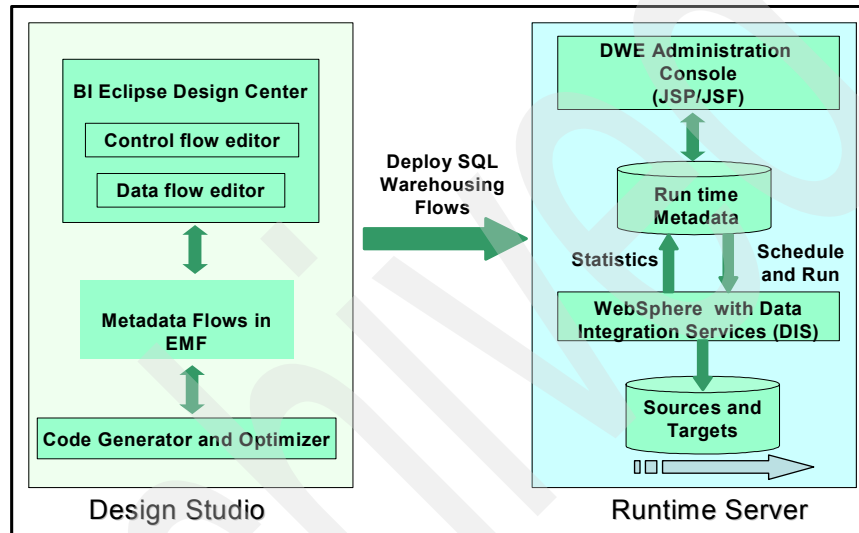 BI Eclipse Design Center
Control flow editor
Data flow editor
Metadata Flows in
EMF
Code Generator and Optimizer
Design Studio
Deploy SQL
Warehousing
Flows
DWE Administration
Console
(JSP/JSF)
Run time
Metadata
Statistics
Schedule
and Run
WebSphere with Data
Integration Services (DIS)
Sources and
Targets
Runtime Server